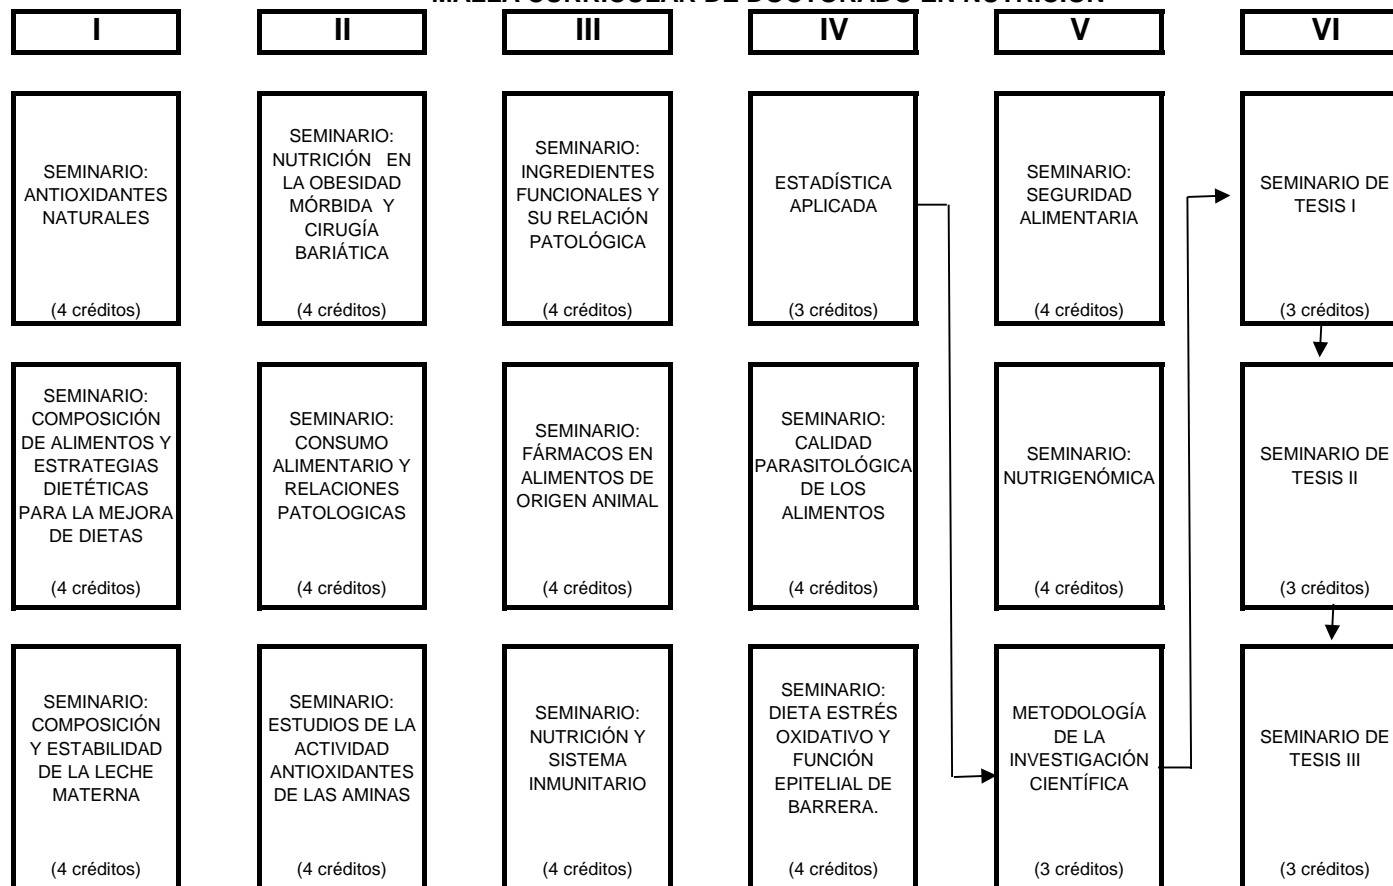 MALLA CURRICULAR DE DOCTORADO EN NUTRICIÓN
I
II
III
IV
V
VI
SEMINARIO:
ANTIOXIDANTES
NATURALES
(4 créditos)
SEMINARIO:
NUTRICIÓN EN
LA OBESIDAD
MÓRBIDA Y
CIRUGÍA
BARIÁTICA
(4 créditos)
SEMINARIO:
INGREDIENTES
FUNCIONALES Y
SU RELACIÓN
PATOLÓGICA
(4 créditos)
ESTADÍSTICA
APLICADA
(3 créditos)
SEMINARIO:
SEGURIDAD
ALIMENTARIA
(4 créditos)
SEMINARIO DE
TESIS I
(3 créditos)
SEMINARIO:
COMPOSICIÓN
DE ALIMENTOS Y
ESTRATEGIAS
DIETÉTICAS
PARA LA MEJORA
DE DIETAS
(4 créditos)
SEMINARIO:
CONSUMO
ALIMENTARIO Y
RELACIONES
PATOLOGICAS
(4 créditos)
SEMINARIO:
FÁRMACOS EN
ALIMENTOS DE
ORIGEN ANIMAL
(4 créditos)
SEMINARIO:
CALIDAD
PARASITOLÓGICA
DE LOS
ALIMENTOS
(4 créditos)
SEMINARIO:
NUTRIGENÓMICA
(4 créditos)
SEMINARIO DE
TESIS II
(3 créditos)
SEMINARIO:
COMPOSICIÓN
Y ESTABILIDAD
DE LA LECHE
MATERNA
(4 créditos)
SEMINARIO:
ESTUDIOS DE LA
ACTIVIDAD
ANTIOXIDANTES
DE LAS AMINAS
(4 créditos)
SEMINARIO:
NUTRICIÓN Y
SISTEMA
INMUNITARIO
(4 créditos)
SEMINARIO:
DIETA ESTRÉS
OXIDATIVO Y
FUNCIÓN
EPITELIAL DE
BARRERA.
(4 créditos)
METODOLOGÍA
DE LA
INVESTIGACIÓN
CIENTÍFICA
(3 créditos)
SEMINARIO DE
TESIS III
(3 créditos)